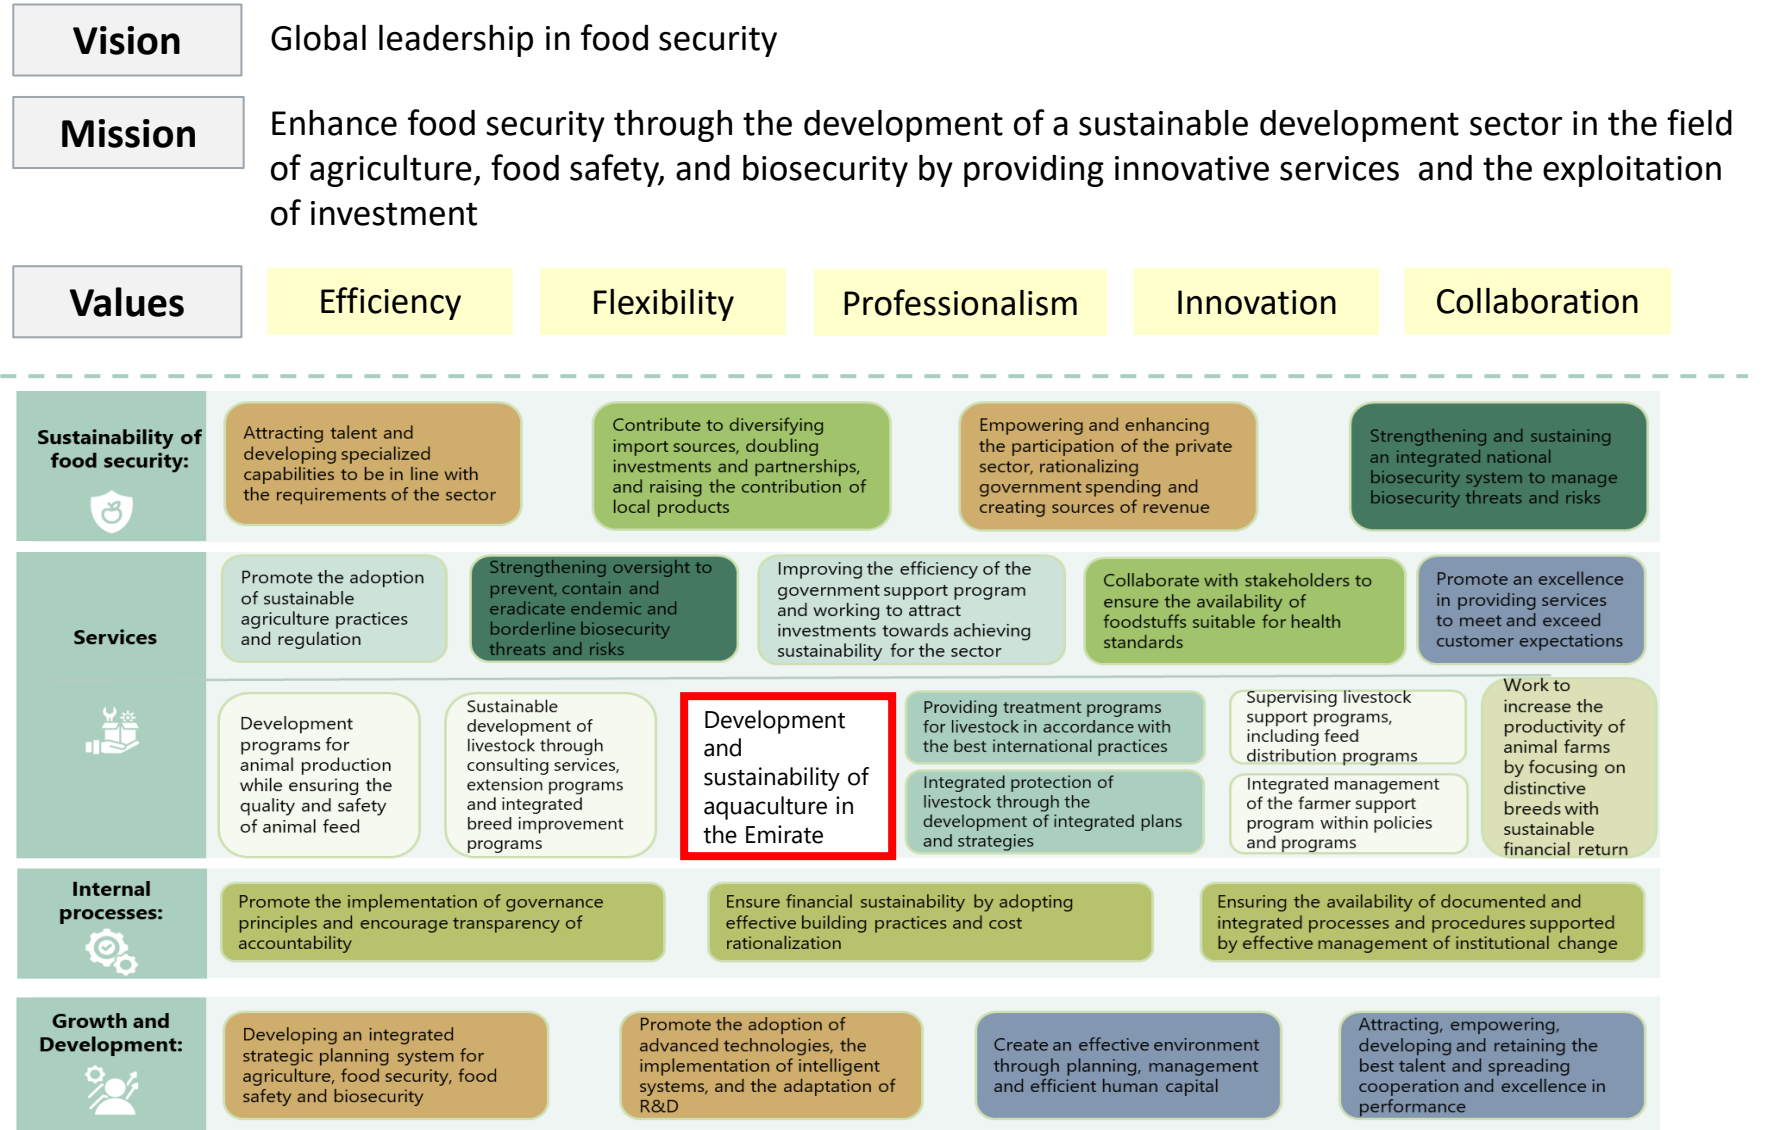 Vision
Global leadership in food security
Mission
Enhance food security through the development of a sustainable development sector in the field
of agriculture, food safety, and biosecurity by providing innovative services and the exploitation
of investment
Values
Efficiency
Flexibility
Professionalism
Innovation
Collaboration
Sustainability of
food security:
Attracting talent and
developing specialized
capabilities to be in line with
the requirements of the sector
Contribute to diversifying
import sources, doubling
investments and partnerships,
and raising the contribution of
local products
Empowering and enhancing
the participation of the private
sector, rationalizing
government spending and
creating sources of revenue
Strengthening and sustaining
an integrated national
biosecurity system to manage
biosecurity threats and risks
Services
Promote the adoption
of sustainable
agriculture practices
and regulation
Strengthening oversight to
prevent, contain and
eradicate endemic and
borderline biosecurity
threats and risks
Improving the efficiency of the
government support program
and working to attract
investments towards achieving
sustainability for the sector
Collaborate with stakeholders to
ensure the availability of
foodstuffs suitable for health
standards
Promote an excellence
in providing services
to meet and exceed
customer expectations
Development
programs for
animal production
while ensuring the
quality and safety
of animal feed
Sustainable
development of
livestock through
consulting services,
extension programs
and integrated
breed improvement
programs
Development
and
sustainability of
aquaculture in
the Emirate
Providing treatment programs
for livestock in accordance with
the best international practices
Integrated protection of
livestock through the
development of integrated plans
and strategies
Supervising livestock
support programs,
including feed
distribution programs
Integrated management
of the farmer support
program within policies
and programs
Work to
increase the
productivity of
animal farms
by focusing on
distinctive
breeds with
sustainable
financial return
Internal
processes:
Promote the implementation of governance
principles and encourage transparency of
accountability
Ensure financial sustainability by adopting
effective building practices and cost
rationalization
Ensuring the availability of documented and
integrated processes and procedures supported
by effective management of institutional change
Growth and
Development:
Developing an integrated
strategic planning system for
agriculture, food security, food
safety and biosecurity
Promote the adoption of
advanced technologies, the
implementation of intelligent
systems, and the adaptation of
R&D
Create an effective environment
through planning, management
and efficient human capital
Attracting, empowering,
developing and retaining the
best talent and spreading
cooperation and excellence in
performance